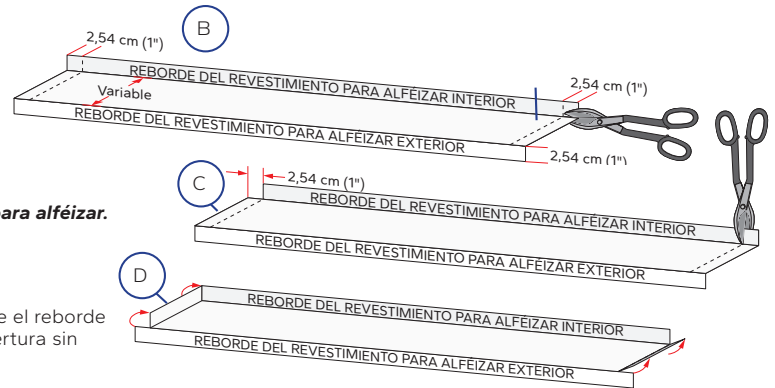 B
2,54 cm (1")
2,54 cm (1")
REBORDE DEL REVESTIMIENTO PARA ALFÉIZAR INTERIOR
Variable
REBORDE DEL REVESTIMIENTO PARA ALFÉIZAR EXTERIOR
2,54 cm (1")
C
2,54 cm (1")
REBORDE DEL REVESTIMIENTO PARA ALFÉIZAR INTERIOR
para alféizar.
REBORDE DEL REVESTIMIENTO PARA ALFÉIZAR EXTERIOR
D
REBORDE DEL REVESTIMIENTO PARA ALFÉIZAR INTERIOR
e el reborde
ertura sin
REBORDE DEL REVESTIMIENTO PARA ALFÉIZAR EXTERIOR